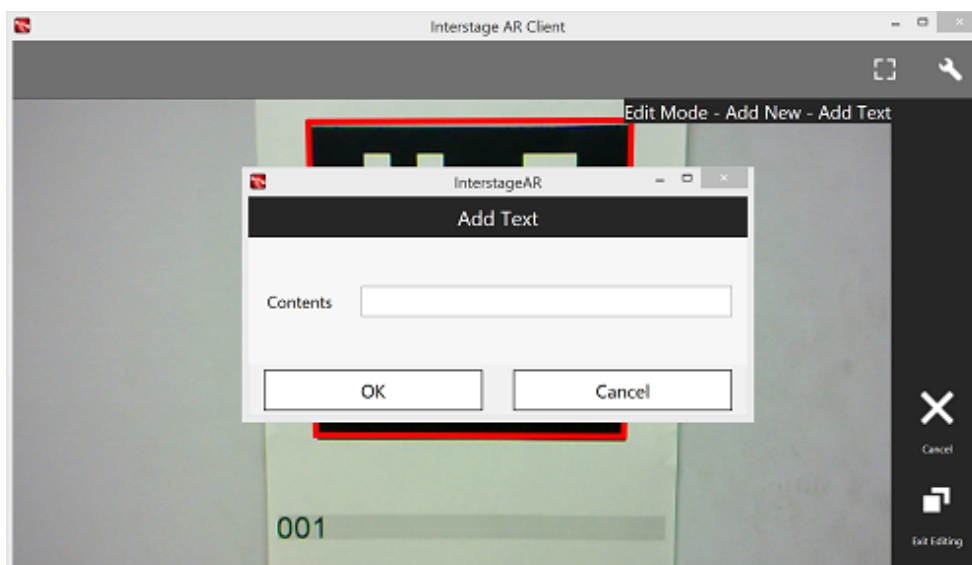 Interstage AR Client
Edit Mode - Add New - Add Text
InterstageAR
Add Text
Contents
OK
Cancel
Cancel
001
Exit Editing